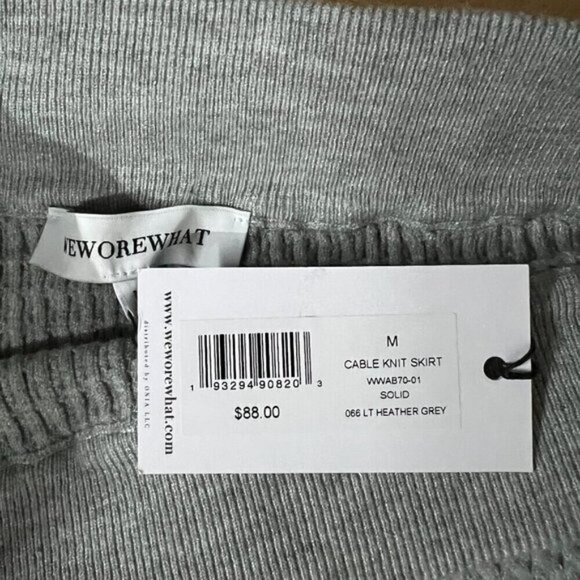 WEWOREWHAT
www.weworewhat.com
distributed by ONIA LLC
1 93294 90820 3
$88.00
M
CABLE KNIT SKIRT
WWAB70-01
SOLID
066 LT HEATHER GREY